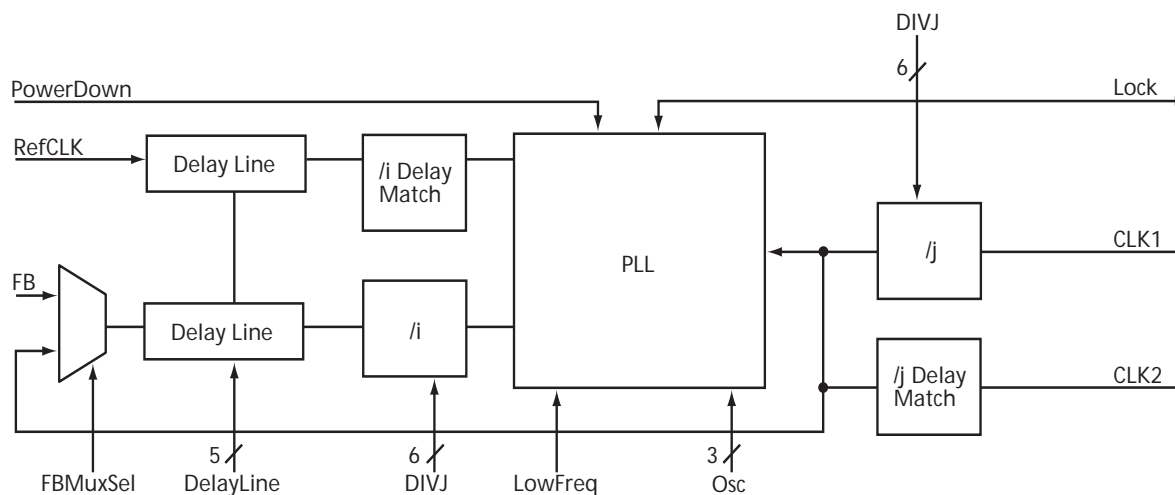 DIVJ
6
PowerDown
Lock
RefCLK
Delay Line
/i Delay
Match
PLL
/j
CLK1
FB
Delay Line
/i
/j Delay
Match
CLK2
5
6
3
FBMuxSel
DelayLine
DIVJ
LowFreq
Osc